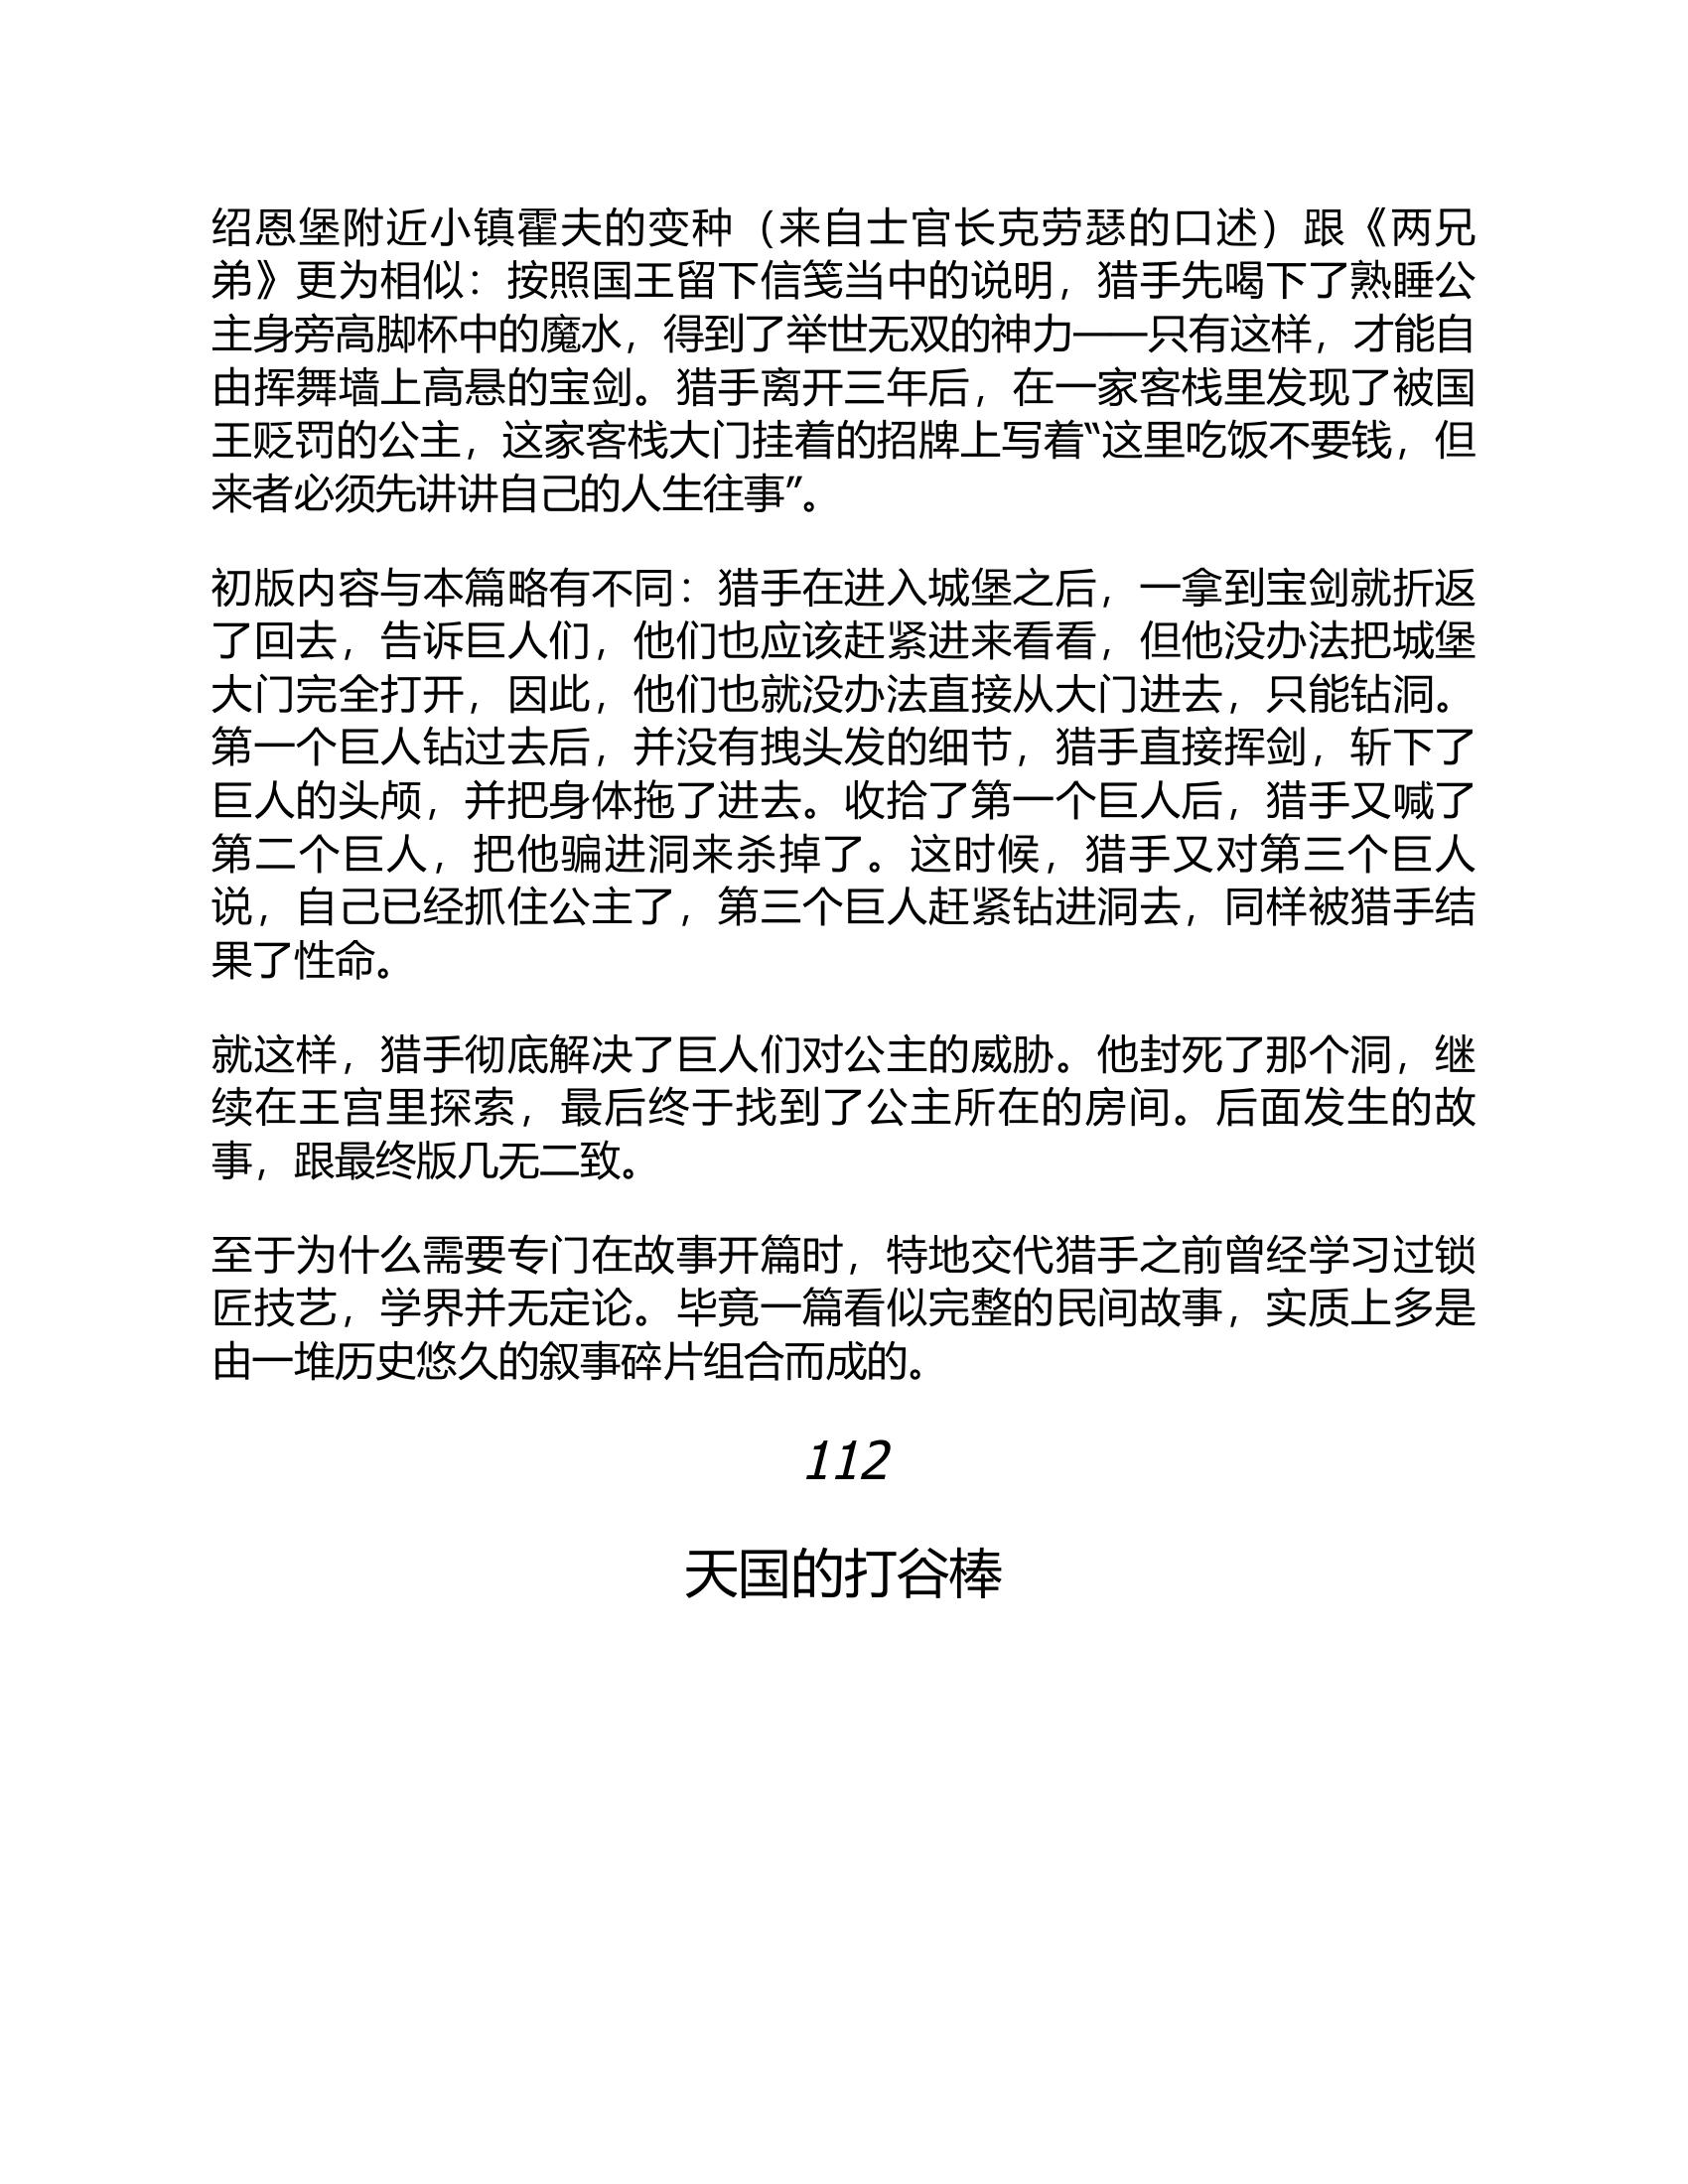 绍恩堡附近小镇霍夫的变种（来自士官长克劳瑟的口述）跟《两兄
弟》更为相似：按照国王留下信笺当中的说明，猎手先喝下了熟睡公
主身旁高脚杯中的魔水，得到了举世无双的神力——只有这样，才能自
由挥舞墙上高悬的宝剑。猎手离开三年后，在一家客栈里发现了被国
王贬罚的公主，这家客栈大门挂着的招牌上写着“这里吃饭不要钱，但
来者必须先讲讲自己的人生往事”。
初版内容与本篇略有不同：猎手在进入城堡之后，一拿到宝剑就折返
了回去，告诉巨人们，他们也应该赶紧进来看看，但他没办法把城堡
大门完全打开，因此，他们也就没办法直接从大门进去，只能钻洞。
第一个巨人钻过去后，并没有拽头发的细节，猎手直接挥剑，斩下了
巨人的头颅，并把身体拖了进去。收拾了第一个巨人后，猎手又喊了
第二个巨人，把他骗进洞来杀掉了。这时候，猎手又对第三个巨人
说，自己已经抓住公主了，第三个巨人赶紧钻进洞去，同样被猎手结
果了性命。
就这样，猎手彻底解决了巨人们对公主的威胁。他封死了那个洞，继
续在王宫里探索，最后终于找到了公主所在的房间。后面发生的故
事，跟最终版几无二致。
至于为什么需要专门在故事开篇时，特地交代猎手之前曾经学习过锁
匠技艺，学界并无定论。毕竟一篇看似完整的民间故事，实质上多是
由一堆历史悠久的叙事碎片组合而成的。
112
天国的打谷棒